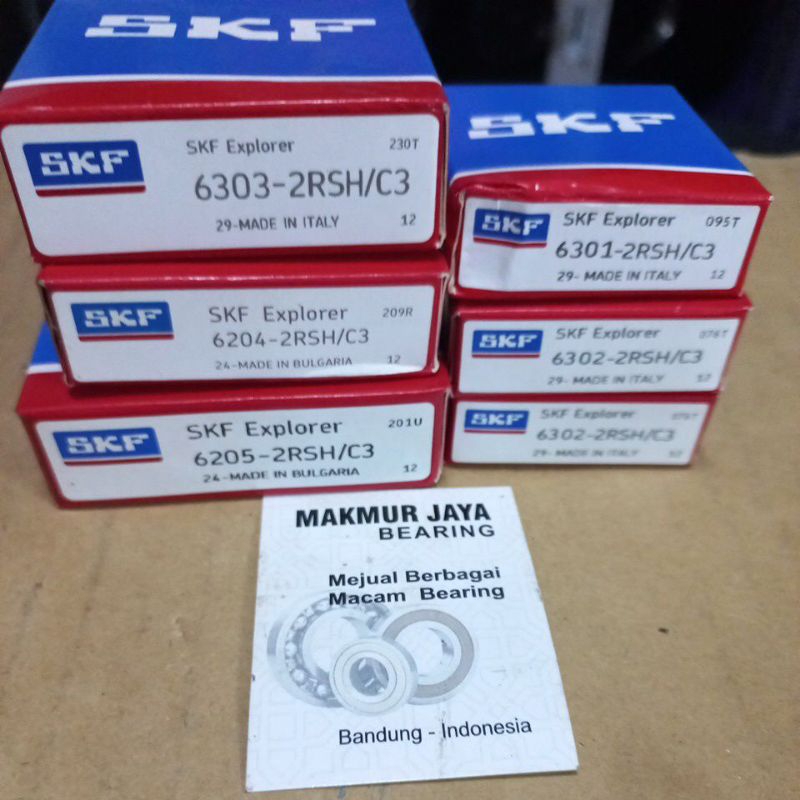 SKF
SKF
SKF Explorer
230T
6303-2RSH/C3
29-MADE IN ITALY
12
SKF
SKF Explorer
209R
6204-2RSH/C3
24-MADE IN BULGARIA
12
SKF
SKF Explorer
201U
6205-2RSH/C3
24-MADE IN BULGARIA
12
SKF
SKF
SKF Explorer
095T
6301-2RSH/C3
29- MADE IN ITALY
12
SKF
SKF Explorer
6302-2RSH/C3
29- MADE IN ITALY
12
SKF
SKF Explorer
6302-2RSH/C3
29- MADE IN ITALY
MAKMUR JAYA
BEARING
Mejual Berbagai
Macam Bearing
Bandung - Indonesia